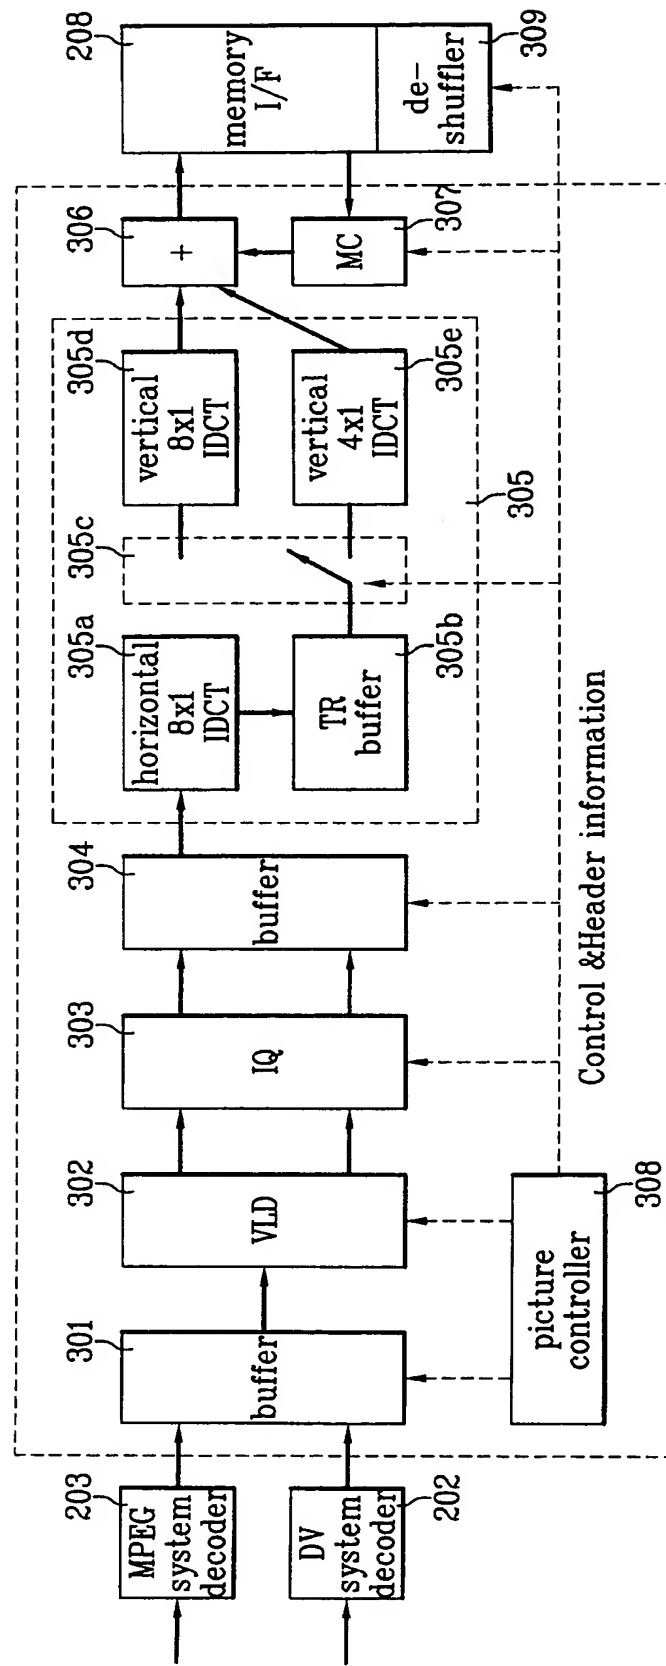 203
MPEG
system
decoder
DV
system
decoder
202
301
buffer
302
VLD
303
IQ
304
buffer
305a
horizontal
8x1
IDCT
TR
buffer
305b
305c
305d
vertical
8x1
IDCT
vertical
4x1
IDCT
305e
305
306
+
MC
307
208
memory
I/F
de-
shuffler
309
picture
controller
308
Control &Header information